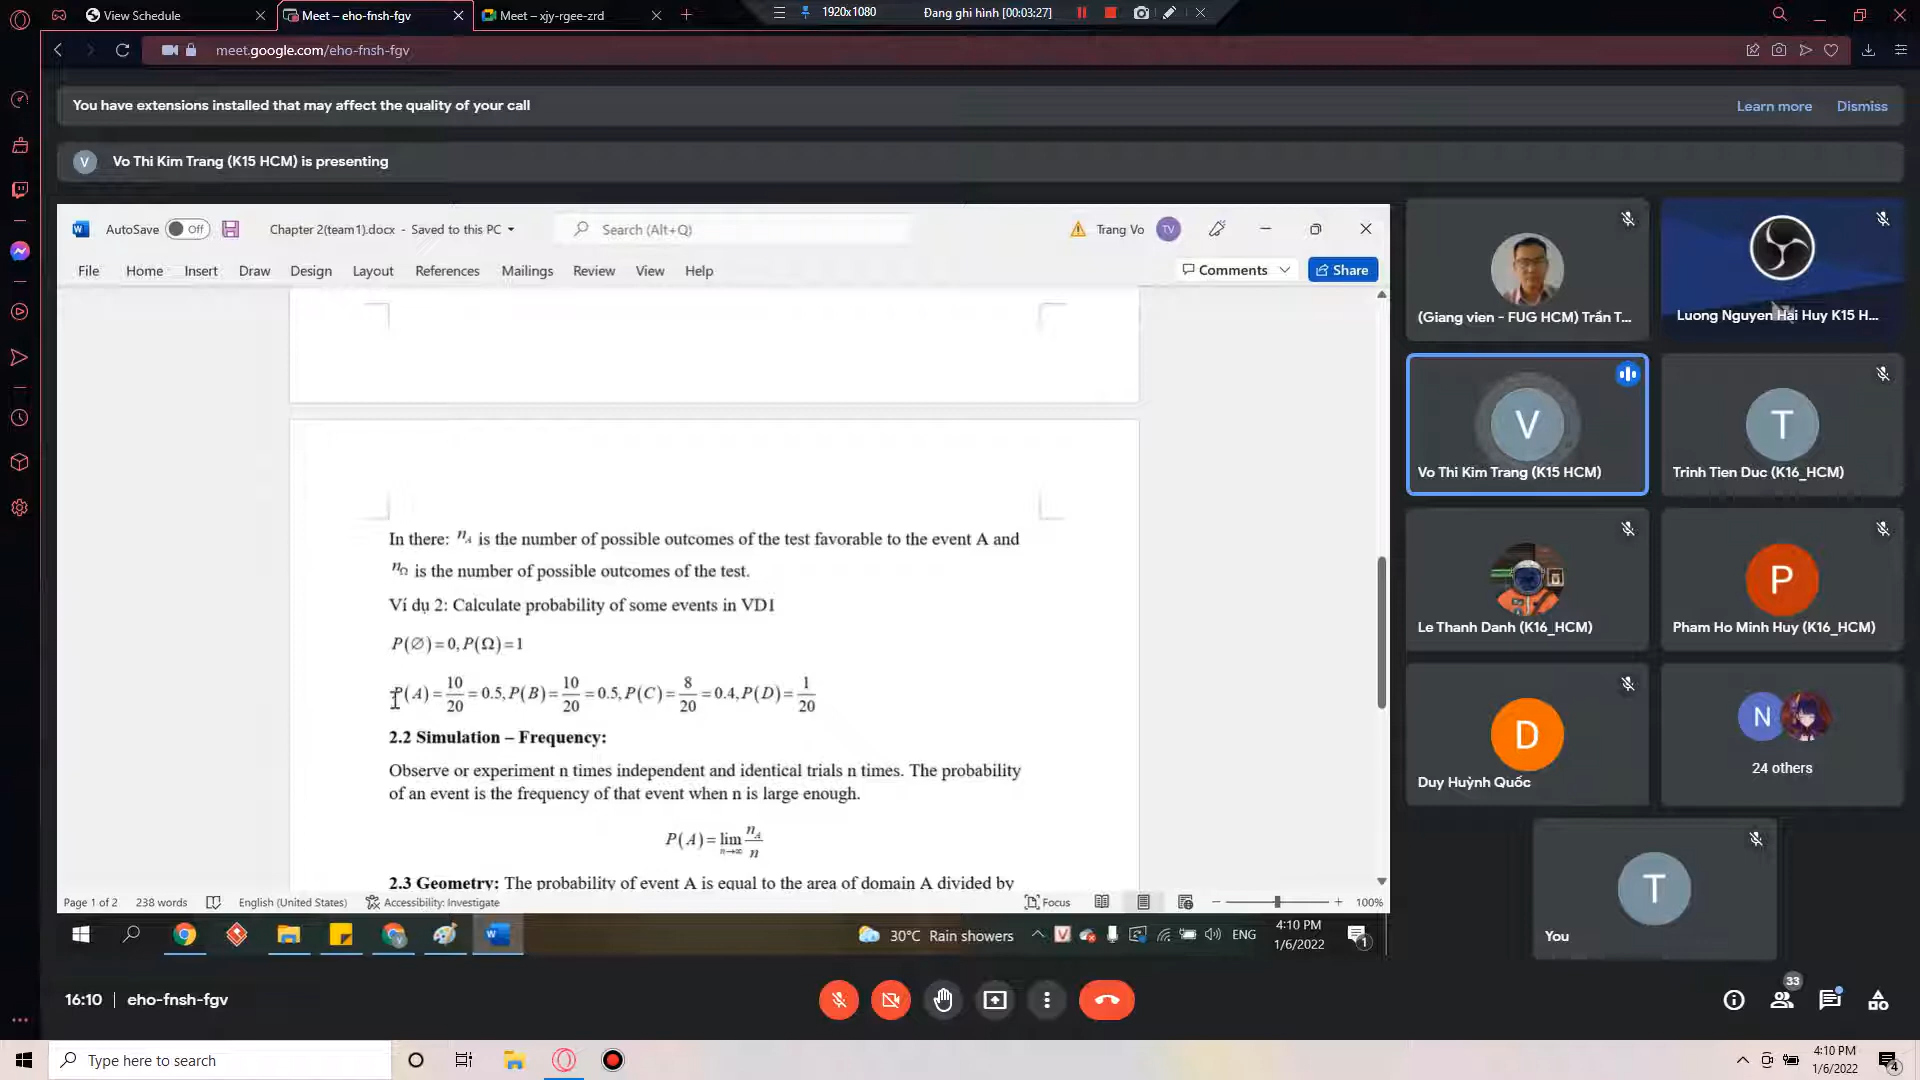 View Schedule
Meet – eho-fnsh-fgv
Meet – xjy-rgee-zrd
1920x1080
Đang ghi hình [00:03:27]
meet.google.com/eho-fnsh-fgv
You have extensions installed that may affect the quality of your call
Learn more
Dismiss
V
Vo Thi Kim Trang (K15 HCM) is presenting
AutoSave
Off
Chapter 2(team1).docx - Saved to this PC
Search (Alt+Q)
Trang Vo
TV
File
Home
Insert
Draw
Design
Layout
References
Mailings
Review
View
Help
Comments
Share
In there: n_A is the number of possible outcomes of the test favorable to the event A and
n_Ω is the number of possible outcomes of the test.
Ví dụ 2: Calculate probability of some events in VD1
P(∅)=0, P(Ω)=1
P(A)=10/20=0.5, P(B)=10/20=0.5, P(C)=8/20=0.4, P(D)=1/20
2.2 Simulation – Frequency:
Observe or experiment n times independent and identical trials n times. The probability
of an event is the frequency of that event when n is large enough.
P(A)=lim n→∞ n_A/n
2.3 Geometry: The probability of event A is equal to the area of domain A divided by
Page 1 of 2
238 words
English (United States)
Accessibility: Investigate
Focus
100%
30°C Rain showers
ENG
4:10 PM
1/6/2022
1
(Giang vien - FUG HCM) Trần T...
Luong Nguyen Hai Huy K15 H...
V
Vo Thi Kim Trang (K15 HCM)
T
Trinh Tien Duc (K16_HCM)
Le Thanh Danh (K16_HCM)
P
Pham Ho Minh Huy (K16_HCM)
D
Duy Huỳnh Quốc
N
24 others
T
You
16:10 | eho-fnsh-fgv
33
Type here to search
4:10 PM
1/6/2022
4